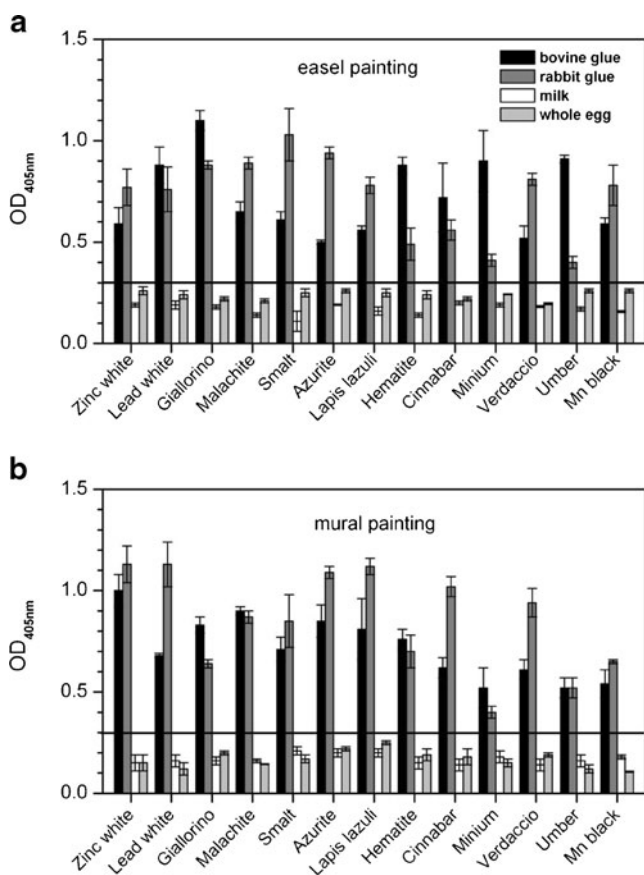 a
1.5
1.0
0.5
0.0
OD405nm
easel painting
bovine glue
rabbit glue
milk
whole egg
Zinc white
Lead white
Giallorino
Malachite
Smalt
Azurite
Lapis lazuli
Hematite
Cinnabar
Minium
Verdaccio
Umber
Mn black
b
1.5
1.0
0.5
0.0
OD405nm
mural painting
Zinc white
Lead white
Giallorino
Malachite
Smalt
Azurite
Lapis lazuli
Hematite
Cinnabar
Minium
Verdaccio
Umber
Mn black